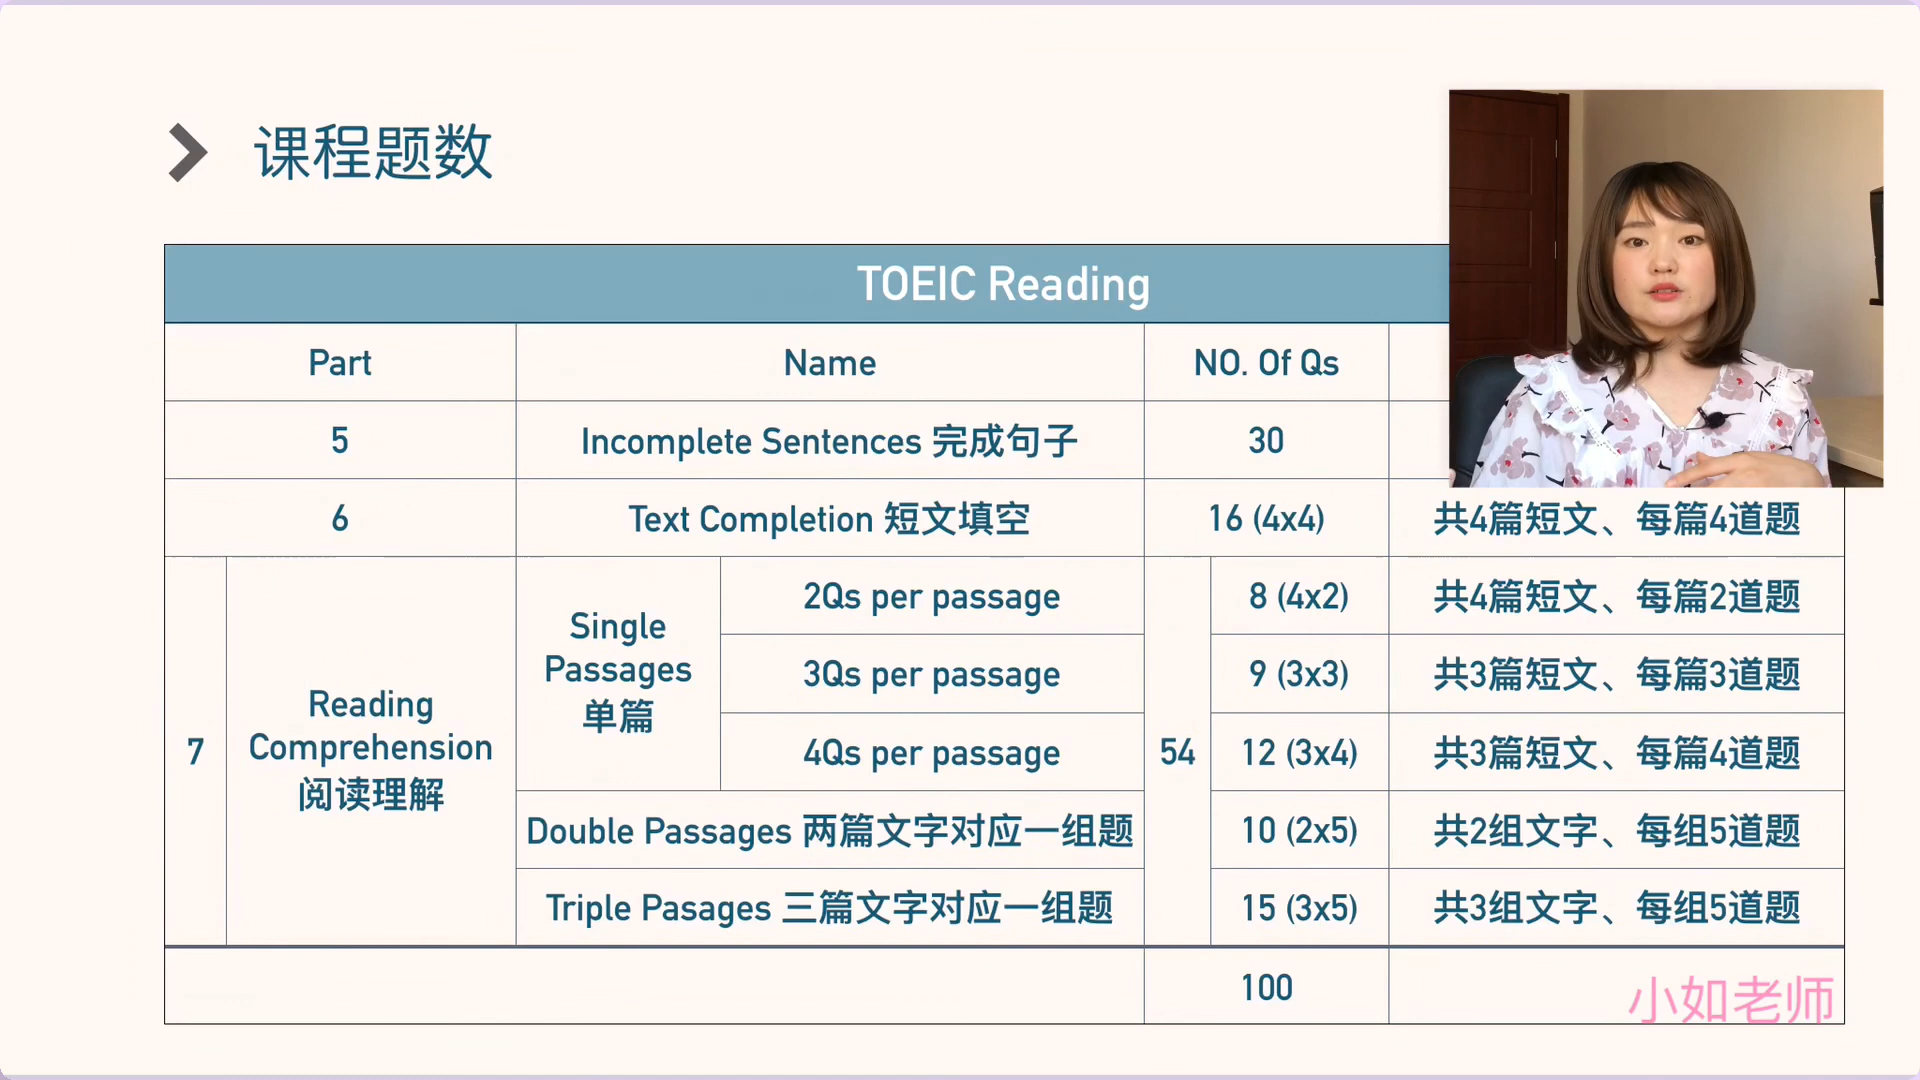 课程题数
TOEIC Reading
Part
Name
NO. Of Qs
5
Incomplete Sentences 完成句子
30
6
Text Completion 短文填空
16 (4x4)
共4篇短文、每篇4道题
7
Reading
Comprehension
阅读理解
Single
Passages
单篇
2Qs per passage
54
8 (4x2)
共4篇短文、每篇2道题
3Qs per passage
9 (3x3)
共3篇短文、每篇3道题
4Qs per passage
12 (3x4)
共3篇短文、每篇4道题
Double Passages 两篇文字对应一组题
10 (2x5)
共2组文字、每组5道题
Triple Pasages 三篇文字对应一组题
15 (3x5)
共3组文字、每组5道题
100
小如老师